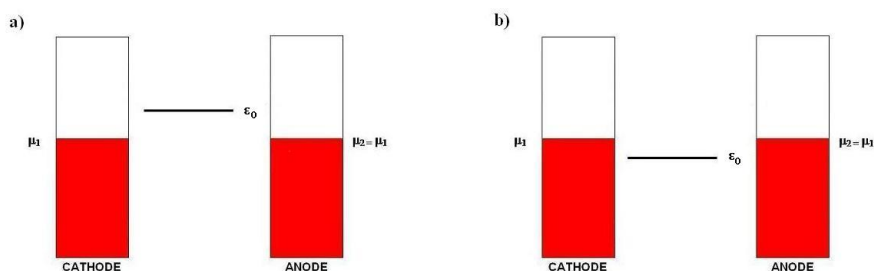 a)
μ₁
ε₀
μ₂ = μ₁
CATHODE
ANODE
b)
μ₁
ε₀
μ₂ = μ₁
CATHODE
ANODE